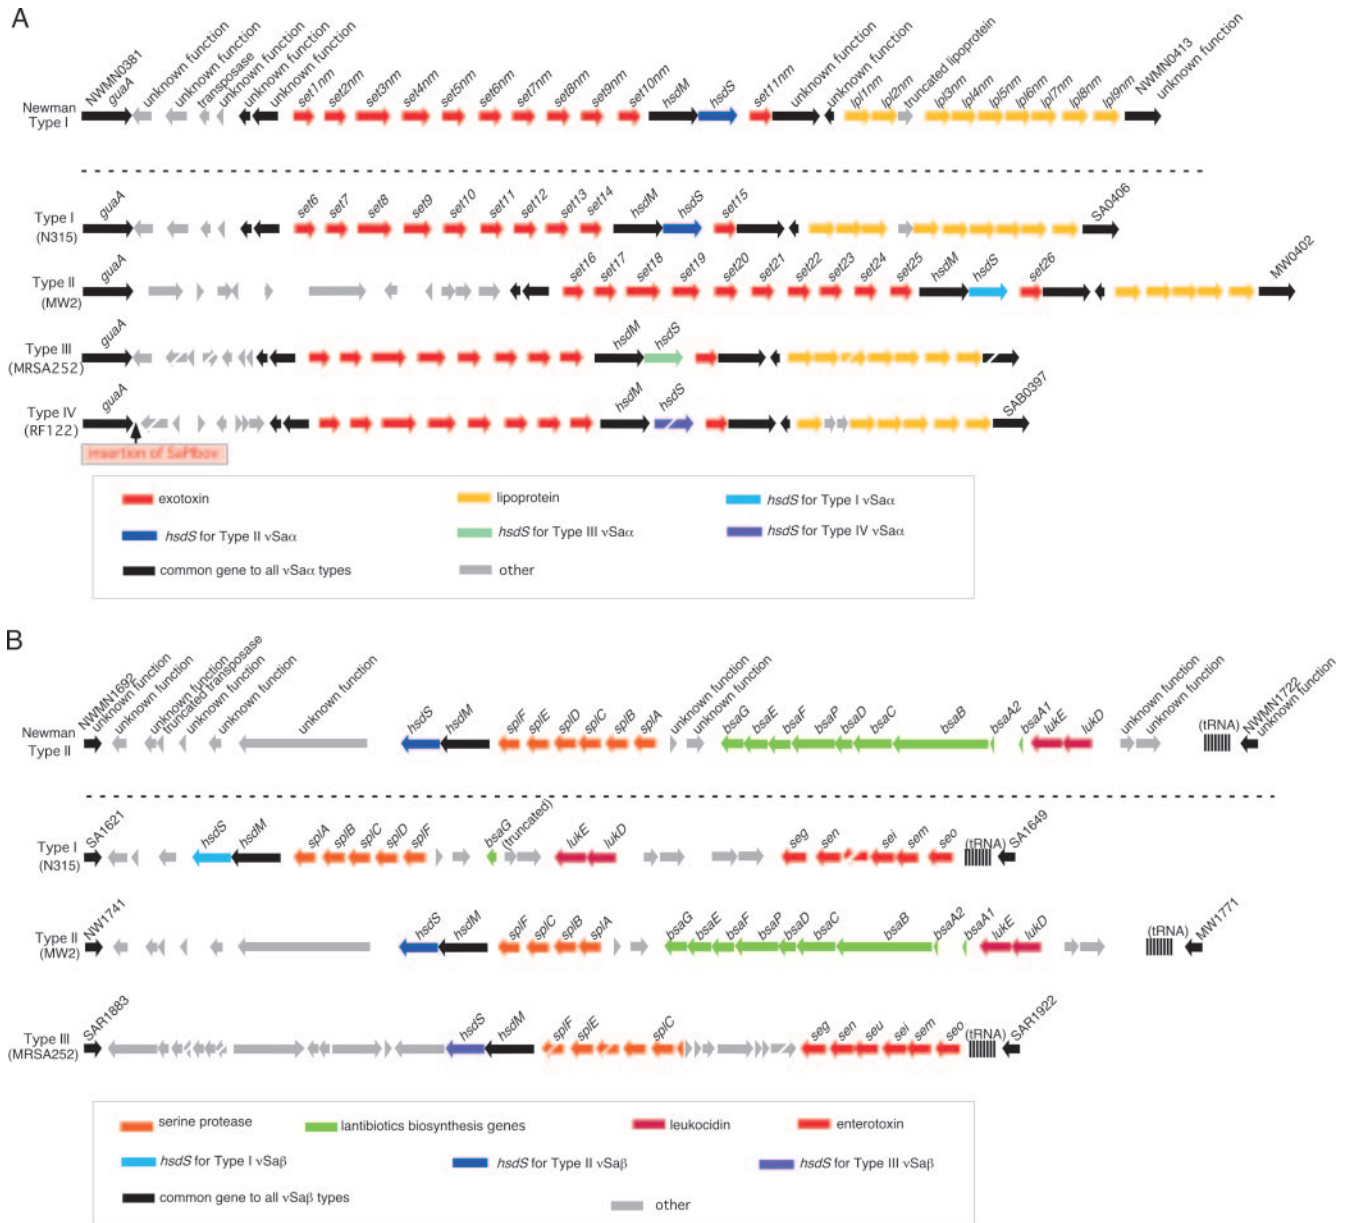 A
NWMN0381
guaA
unknown function
unknown function
transposase
unknown function
unknown function
unknown function
set1nm
set2nm
set3nm
set4nm
set5nm
set6nm
set7nm
set8nm
set9nm
set10nm
hsdM
hsdS
set11nm
unknown function
unknown function
lpl1nm
lpl2nm
truncated lipoprotein
lpl3nm
lpl4nm
lpl5nm
lpl6nm
lpl7nm
lpl8nm
lpl9nm
NWMN0413
unknown function
Newman
Type I
guaA
set6
set7
set8
set9
set10
set11
set12
set13
set14
hsdM
hsdS
set15
SA0406
Type I
(N315)
guaA
set16
set17
set18
set19
set20
set21
set22
set23
set24
set25
hsdM
hsdS
set26
MW0402
Type II
(MW2)
guaA
hsdM
hsdS
Type III
(MRSA252)
guaA
hsdM
hsdS
SAB0397
Type IV
(RF122)
insertion of SaPIbov
exotoxin
lipoprotein
hsdS for Type I νSaα
hsdS for Type II νSaα
hsdS for Type III νSaα
hsdS for Type IV νSaα
common gene to all νSaα types
other
B
NWMN1692
unknown function
unknown function
unknown function
truncated transposase
unknown function
unknown function
unknown function
hsdS
hsdM
splF
splE
splD
splC
splB
splA
unknown function
unknown function
bsaG
bsaE
bsaF
bsaP
bsaD
bsaC
bsaB
bsaA2
bsaA1
lukE
lukD
unknown function
unknown function
(tRNA)
NWMN1722
unknown function
Newman
Type II
SA1621
hsdS
hsdM
splA
splB
splC
splD
splF
bsaG
(truncated)
lukE
lukD
seg
sen
sei
sem
seo
(tRNA)
SA1649
Type I
(N315)
NW1741
hsdS
hsdM
splF
splC
splB
splA
bsaG
bsaE
bsaF
bsaP
bsaD
bsaC
bsaB
bsaA2
bsaA1
lukE
lukD
(tRNA)
MW1771
Type II
(MW2)
SAR1883
hsdS
hsdM
splF
splE
splC
seg
sen
seu
sei
sem
seo
(tRNA)
SAR1922
Type III
(MRSA252)
serine protease
lantibiotics biosynthesis genes
leukocidin
enterotoxin
hsdS for Type I νSaβ
hsdS for Type II νSaβ
hsdS for Type III νSaβ
common gene to all νSaβ types
other